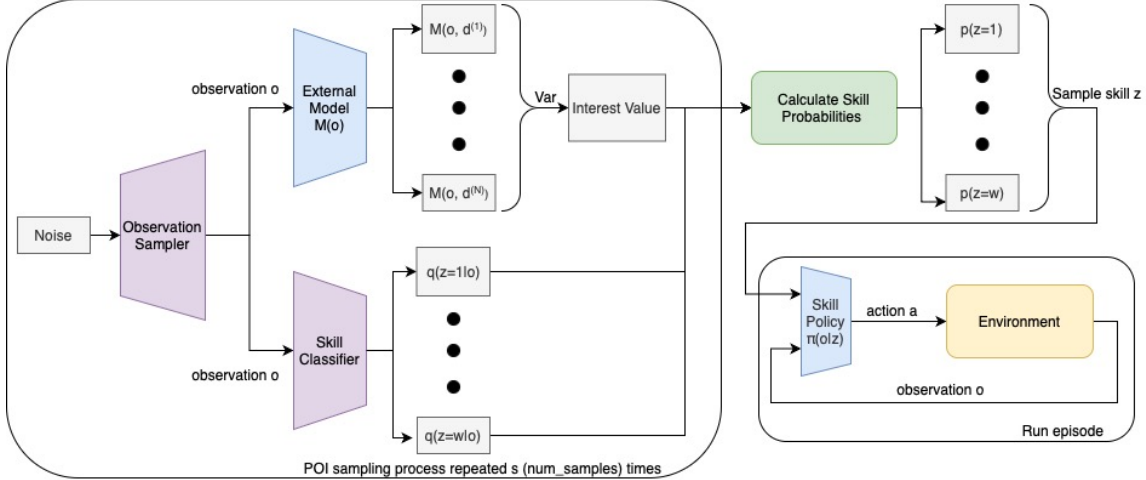 Noise
Observation
Sampler
observation o
External
Model
M(o)
M(o, d⁽¹⁾)
M(o, d⁽ᴺ⁾)
Var
Interest Value
observation o
Skill
Classifier
q(z=1|o)
q(z=w|o)
POI sampling process repeated s (num_samples) times
Calculate Skill
Probabilities
p(z=1)
p(z=w)
Sample skill z
Skill
Policy
π(o|z)
action a
Environment
observation o
Run episode